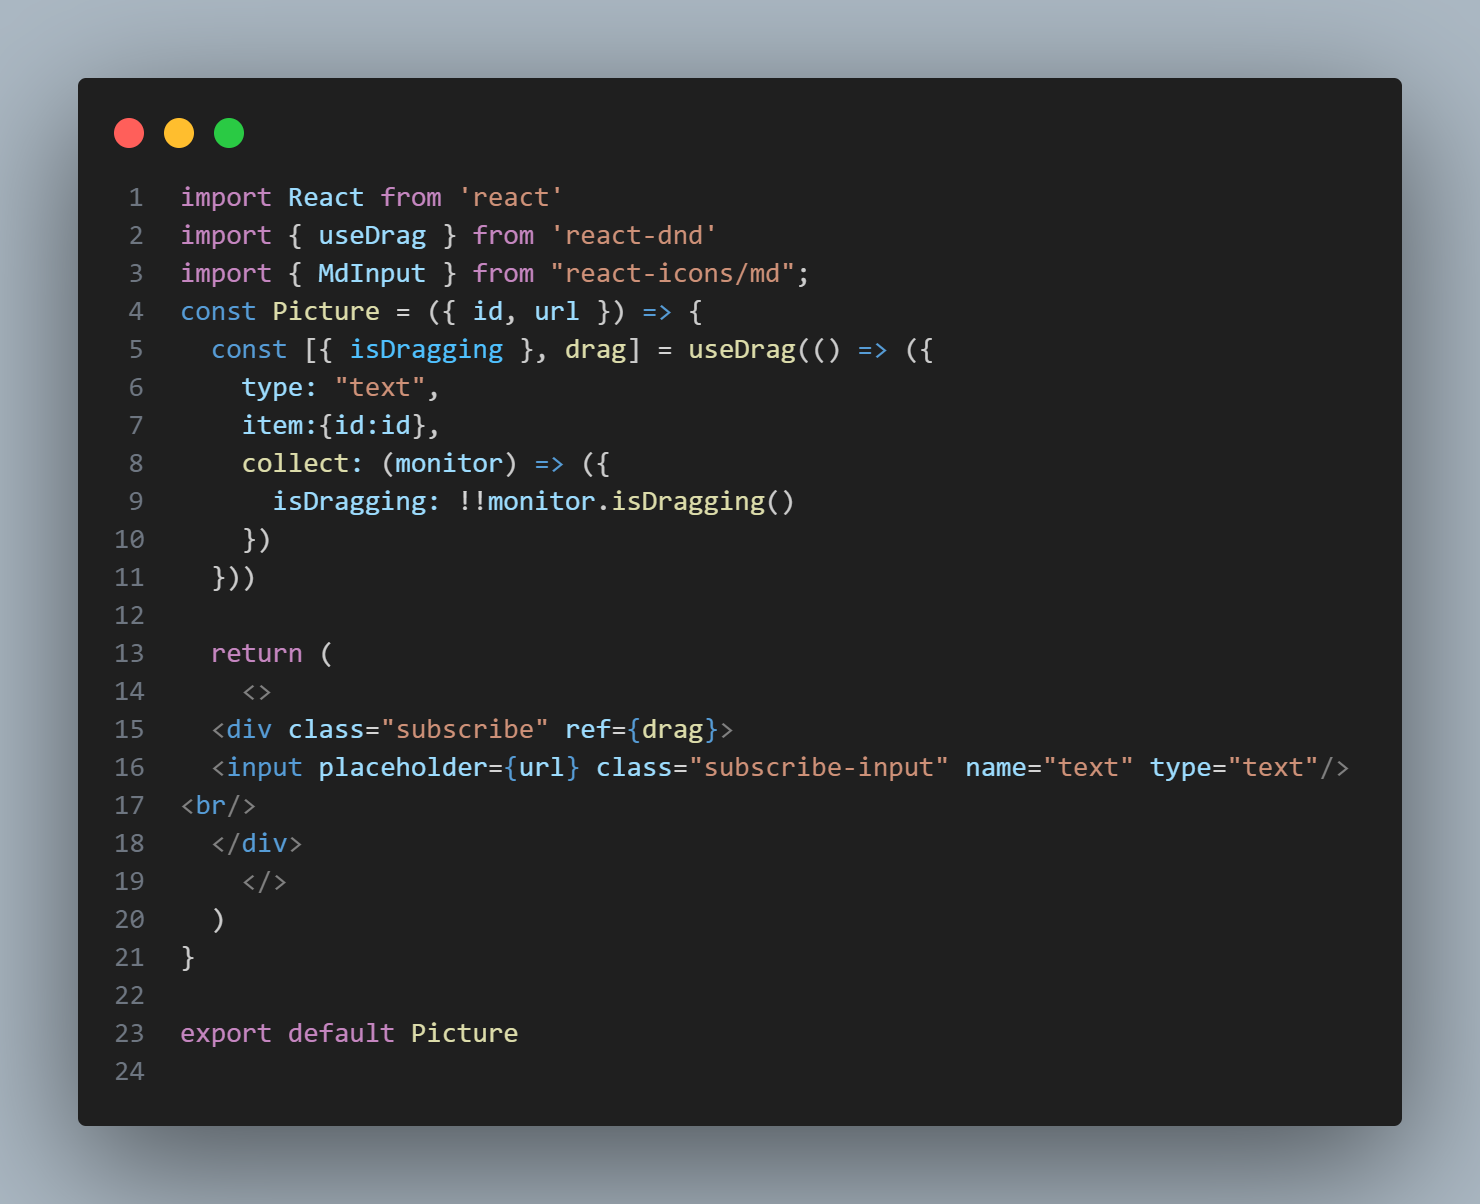 1 import React from 'react'
2 import { useDrag } from 'react-dnd'
3 import { MdInput } from "react-icons/md";
4 const Picture = ({ id, url }) => {
5   const [{ isDragging }, drag] = useDrag(() => ({
6     type: "text",
7     item:{id:id},
8     collect: (monitor) => ({
9       isDragging: !!monitor.isDragging()
10     })
11   }))
12
13   return (
14     <>
15   <div class="subscribe" ref={drag}>
16   <input placeholder={url} class="subscribe-input" name="text" type="text"/>
17 <br/>
18   </div>
19     </>
20   )
21 }
22
23 export default Picture
24